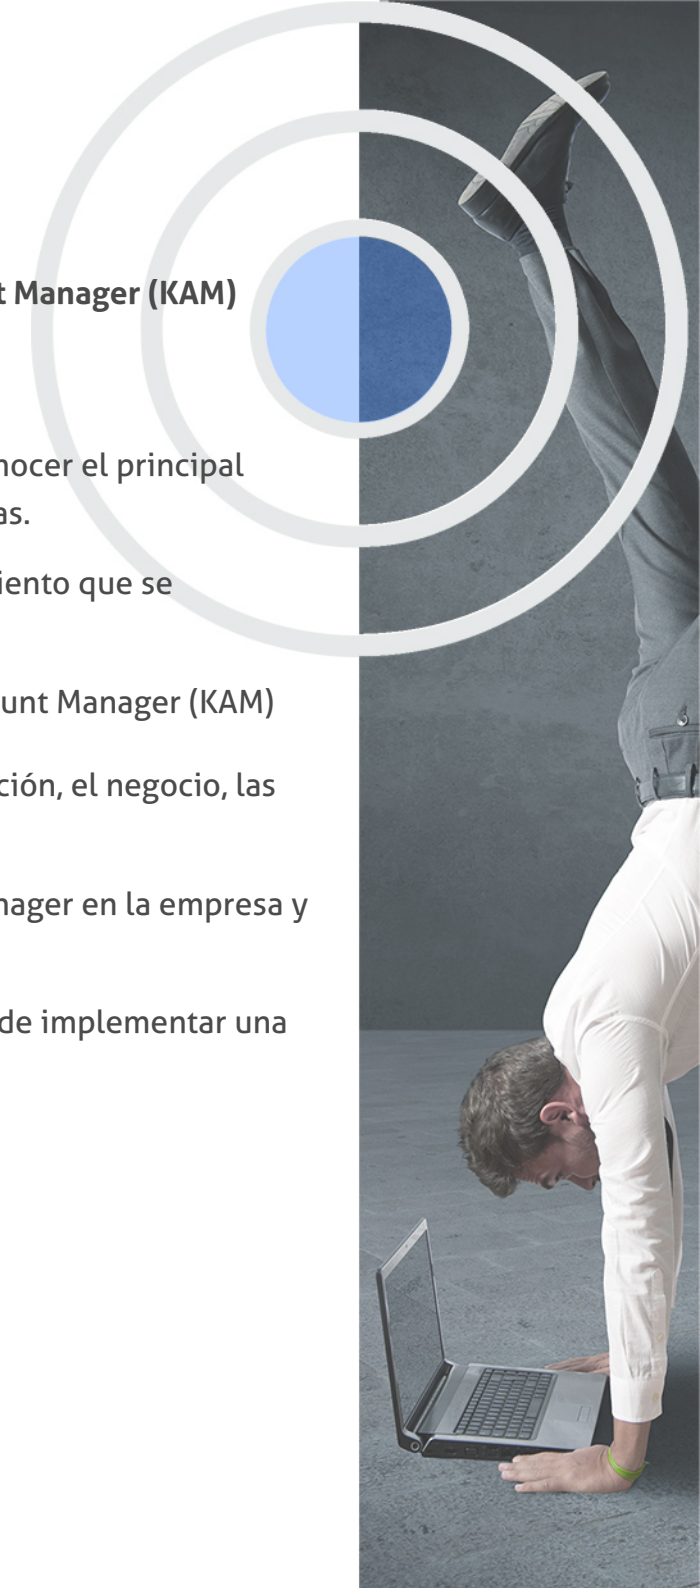 t Manager (KAM)
nocer el principal
as.
iento que se
unt Manager (KAM)
ción, el negocio, las
nager en la empresa y
de implementar una